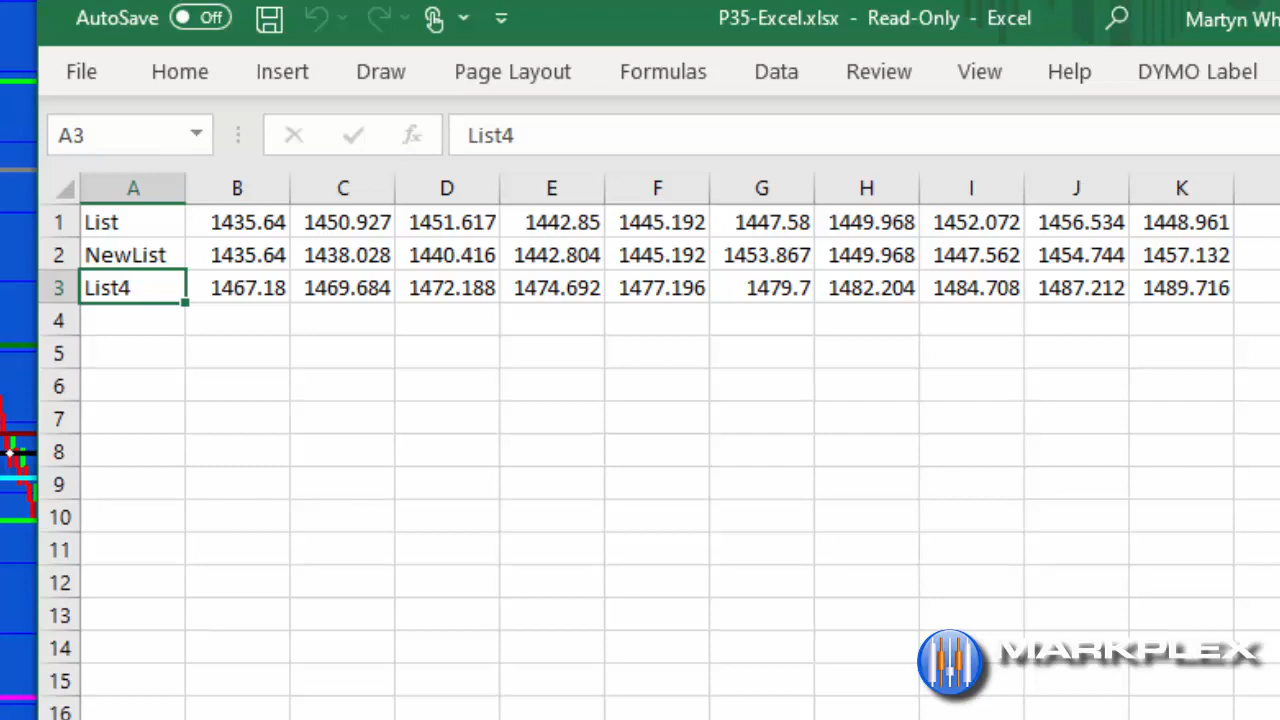 AutoSave Off P35-Excel.xlsx - Read-Only - Excel Martyn Wh
File Home Insert Draw Page Layout Formulas Data Review View Help DYMO Label
A3 fx List4
A B C D E F G H I J K
1 List 1435.64 1450.927 1451.617 1442.85 1445.192 1447.58 1449.968 1452.072 1456.534 1448.961
2 NewList 1435.64 1438.028 1440.416 1442.804 1445.192 1453.867 1449.968 1447.562 1454.744 1457.132
3 List4 1467.18 1469.684 1472.188 1474.692 1477.196 1479.7 1482.204 1484.708 1487.212 1489.716
4
5
6
7
8
9
10
11
12
13
14
15
16
MARKPLEX